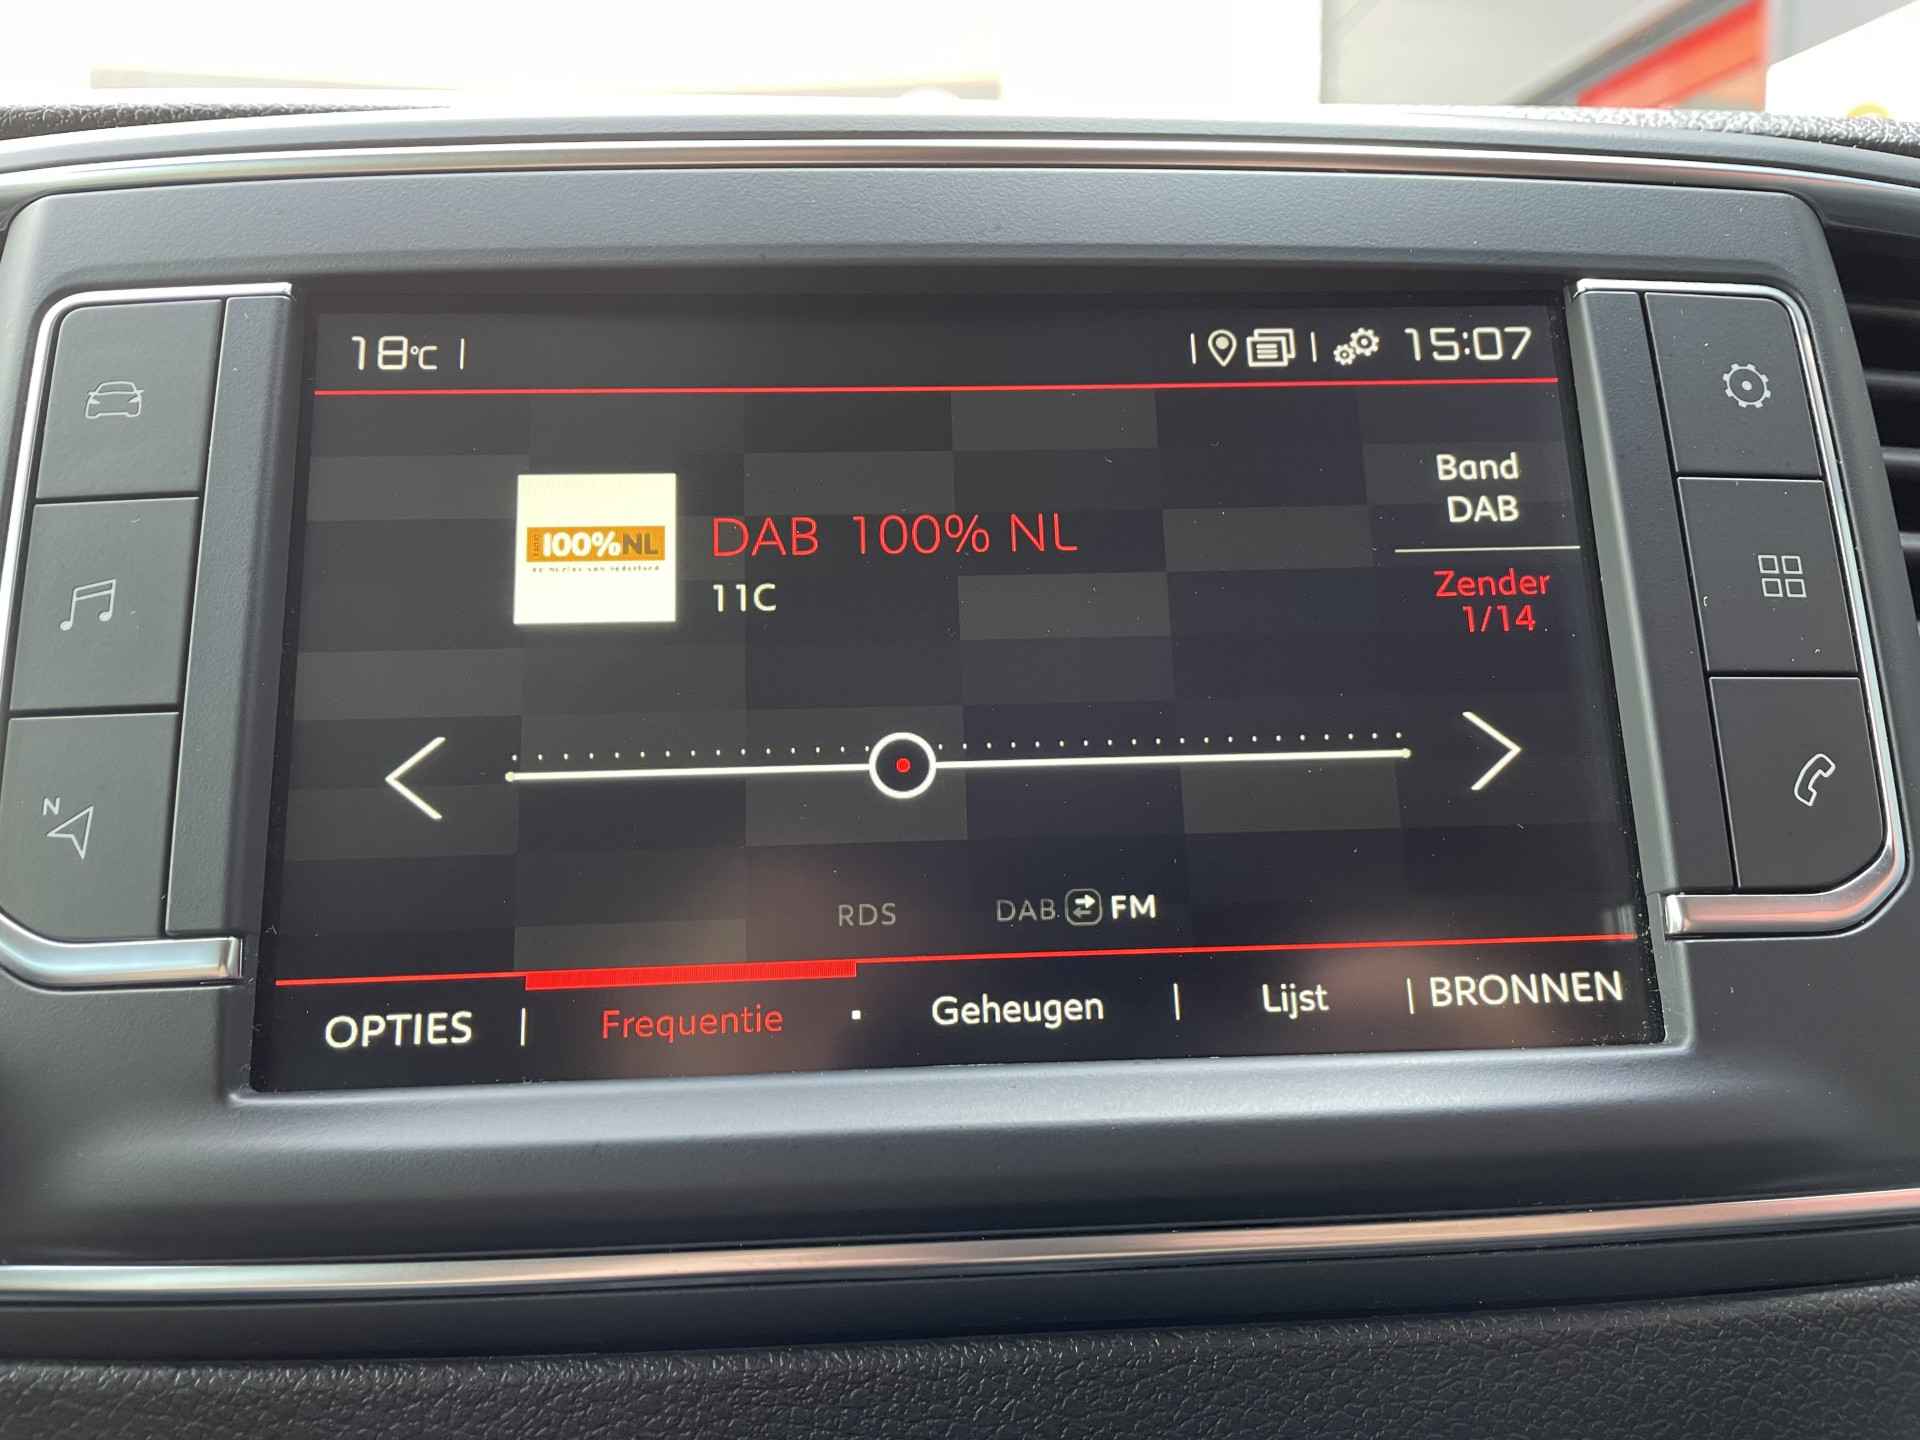 18°C
15:07
Band
DAB
100%NL
DAB 100% NL
11C
Zender
1/14
N
RDS
DAB FM
OPTIES Frequentie Geheugen Lijst BRONNEN